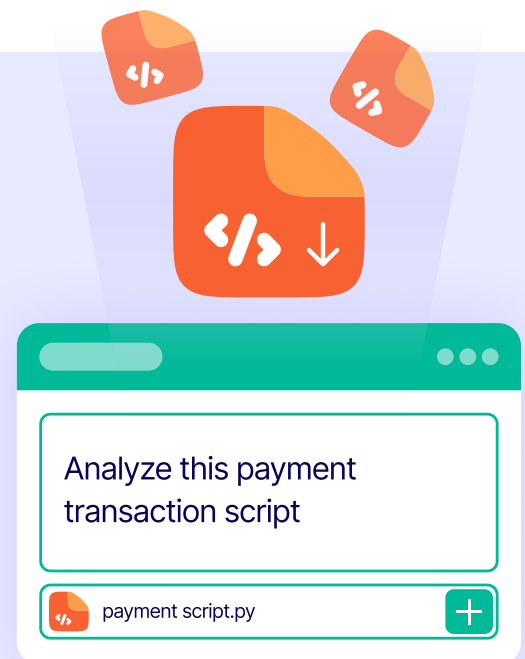 Analyze this payment
transaction script
payment script.py